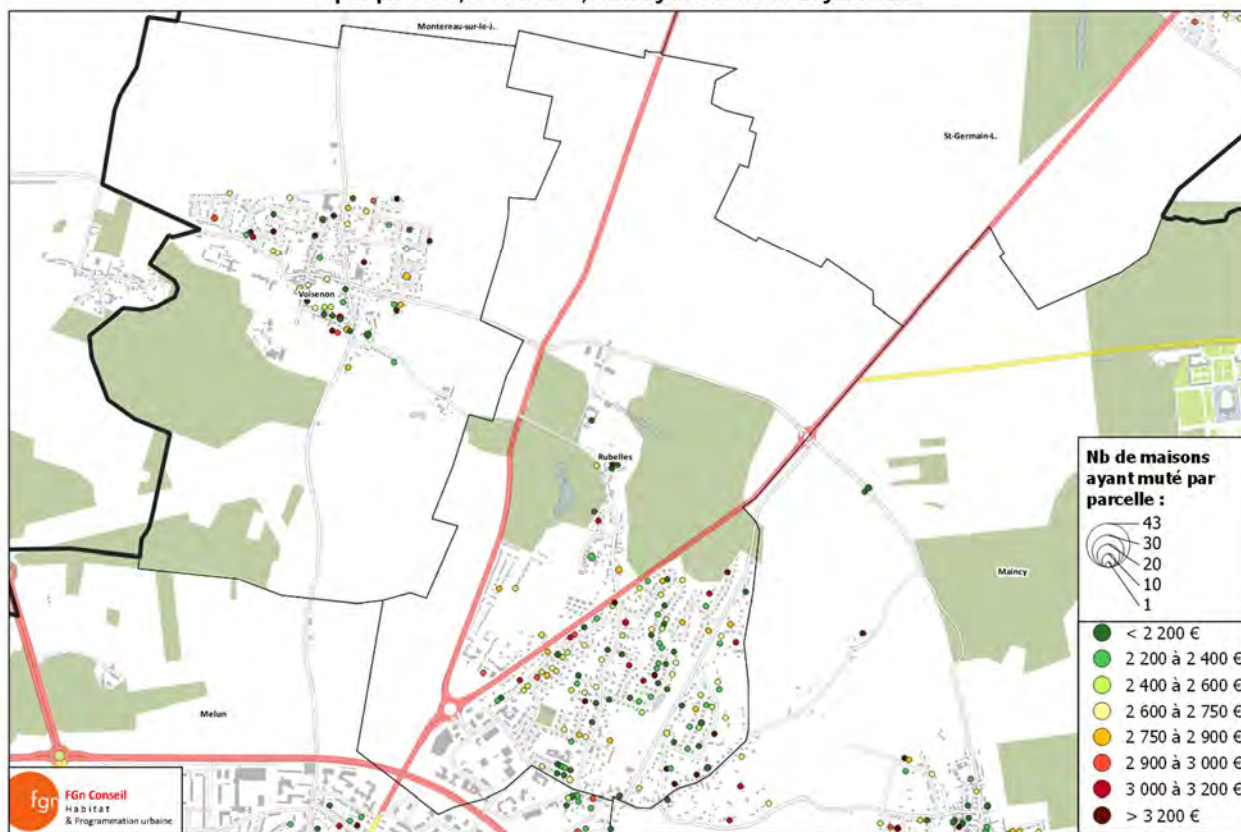 Montereau-sur-le-J.
St-Germain-L.
Voisenon
Rubelles
Maincy
Melun
Nb de maisons
ayant muté par
parcelle :
43
30
20
10
1
< 2 200 €
2 200 à 2 400 €
2 400 à 2 600 €
2 600 à 2 750 €
2 750 à 2 900 €
2 900 à 3 000 €
3 000 à 3 200 €
> 3 200 €
fgn
FGn Conseil
Habitat
& Programmation urbaine